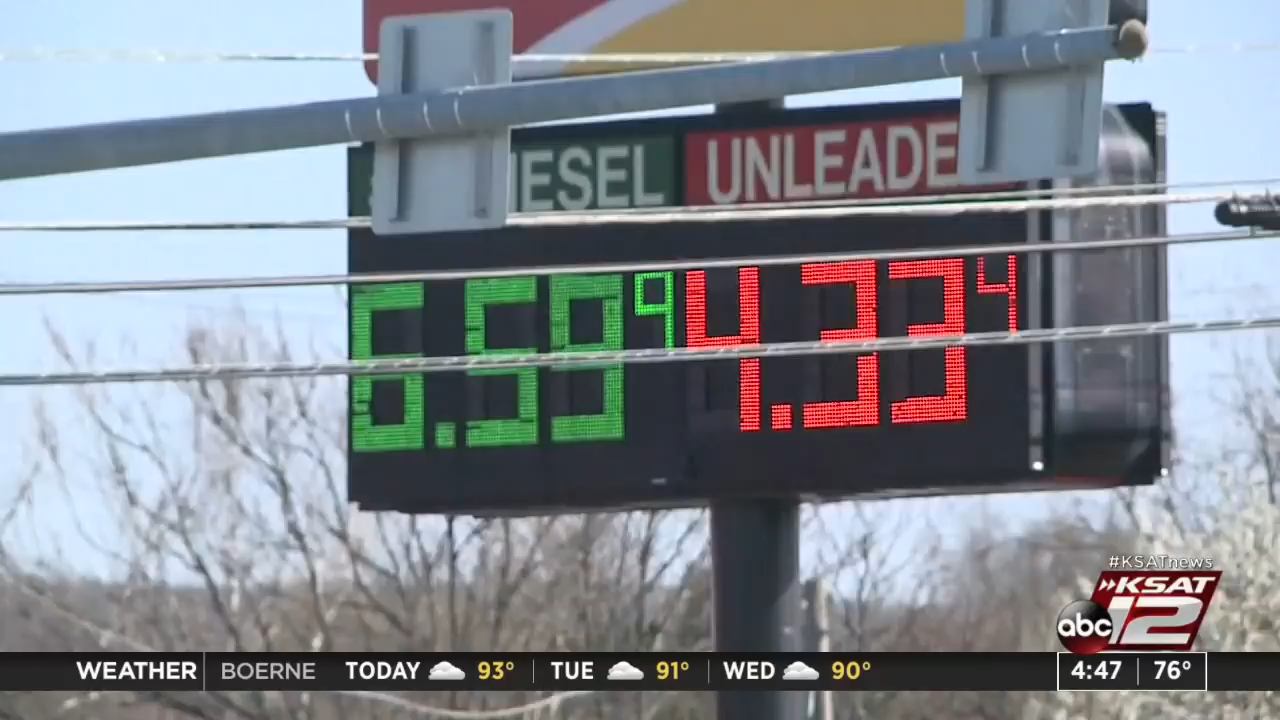 IESEL UNLEADE
6.59 9 4.33 4
#KSATnews
KSAT
abc 12
WEATHER BOERNE TODAY 93° TUE 91° WED 90° 4:47 76°